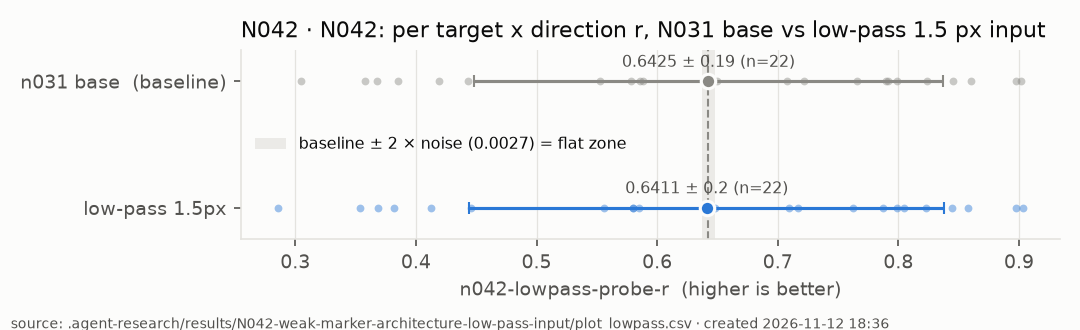 N042 · N042: per target x direction r, N031 base vs low-pass 1.5 px input
0.6425 ± 0.19 (n=22)
n031 base (baseline)
baseline ± 2 × noise (0.0027) = flat zone
0.6411 ± 0.2 (n=22)
low-pass 1.5px
0.3 0.4 0.5 0.6 0.7 0.8 0.9
n042-lowpass-probe-r (higher is better)
source: .agent-research/results/N042-weak-marker-architecture-low-pass-input/plot_lowpass.csv · created 2026-11-12 18:36